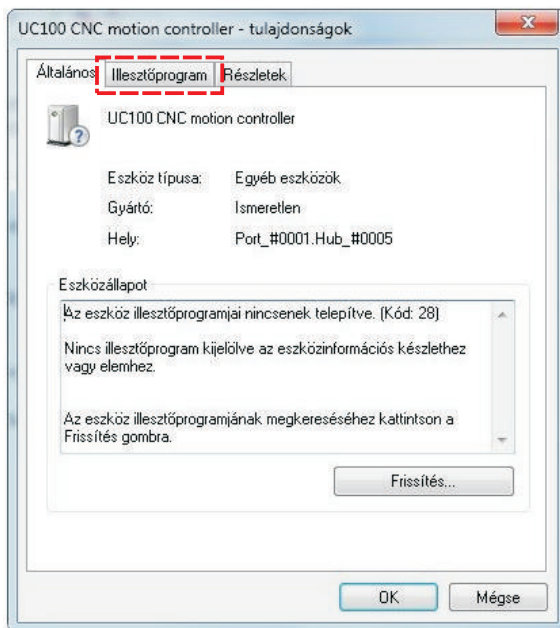 UC100 CNC motion controller - tulajdonságok
Általános Illesztőprogram Részletek
UC100 CNC motion controller
Eszköz típusa: Egyéb eszközök
Gyártó: Ismeretlen
Hely: Port_#0001.Hub_#0005
Eszközállapot
Az eszköz illesztőprogramjai nincsenek telepítve. (Kód: 28)
Nincs illesztőprogram kijelölve az eszközinformációs készlethez
vagy elemhez.
Az eszköz illesztőprogramjának megkereséséhez kattintson a
Frissítés gombra.
Frissítés...
OK Mégse